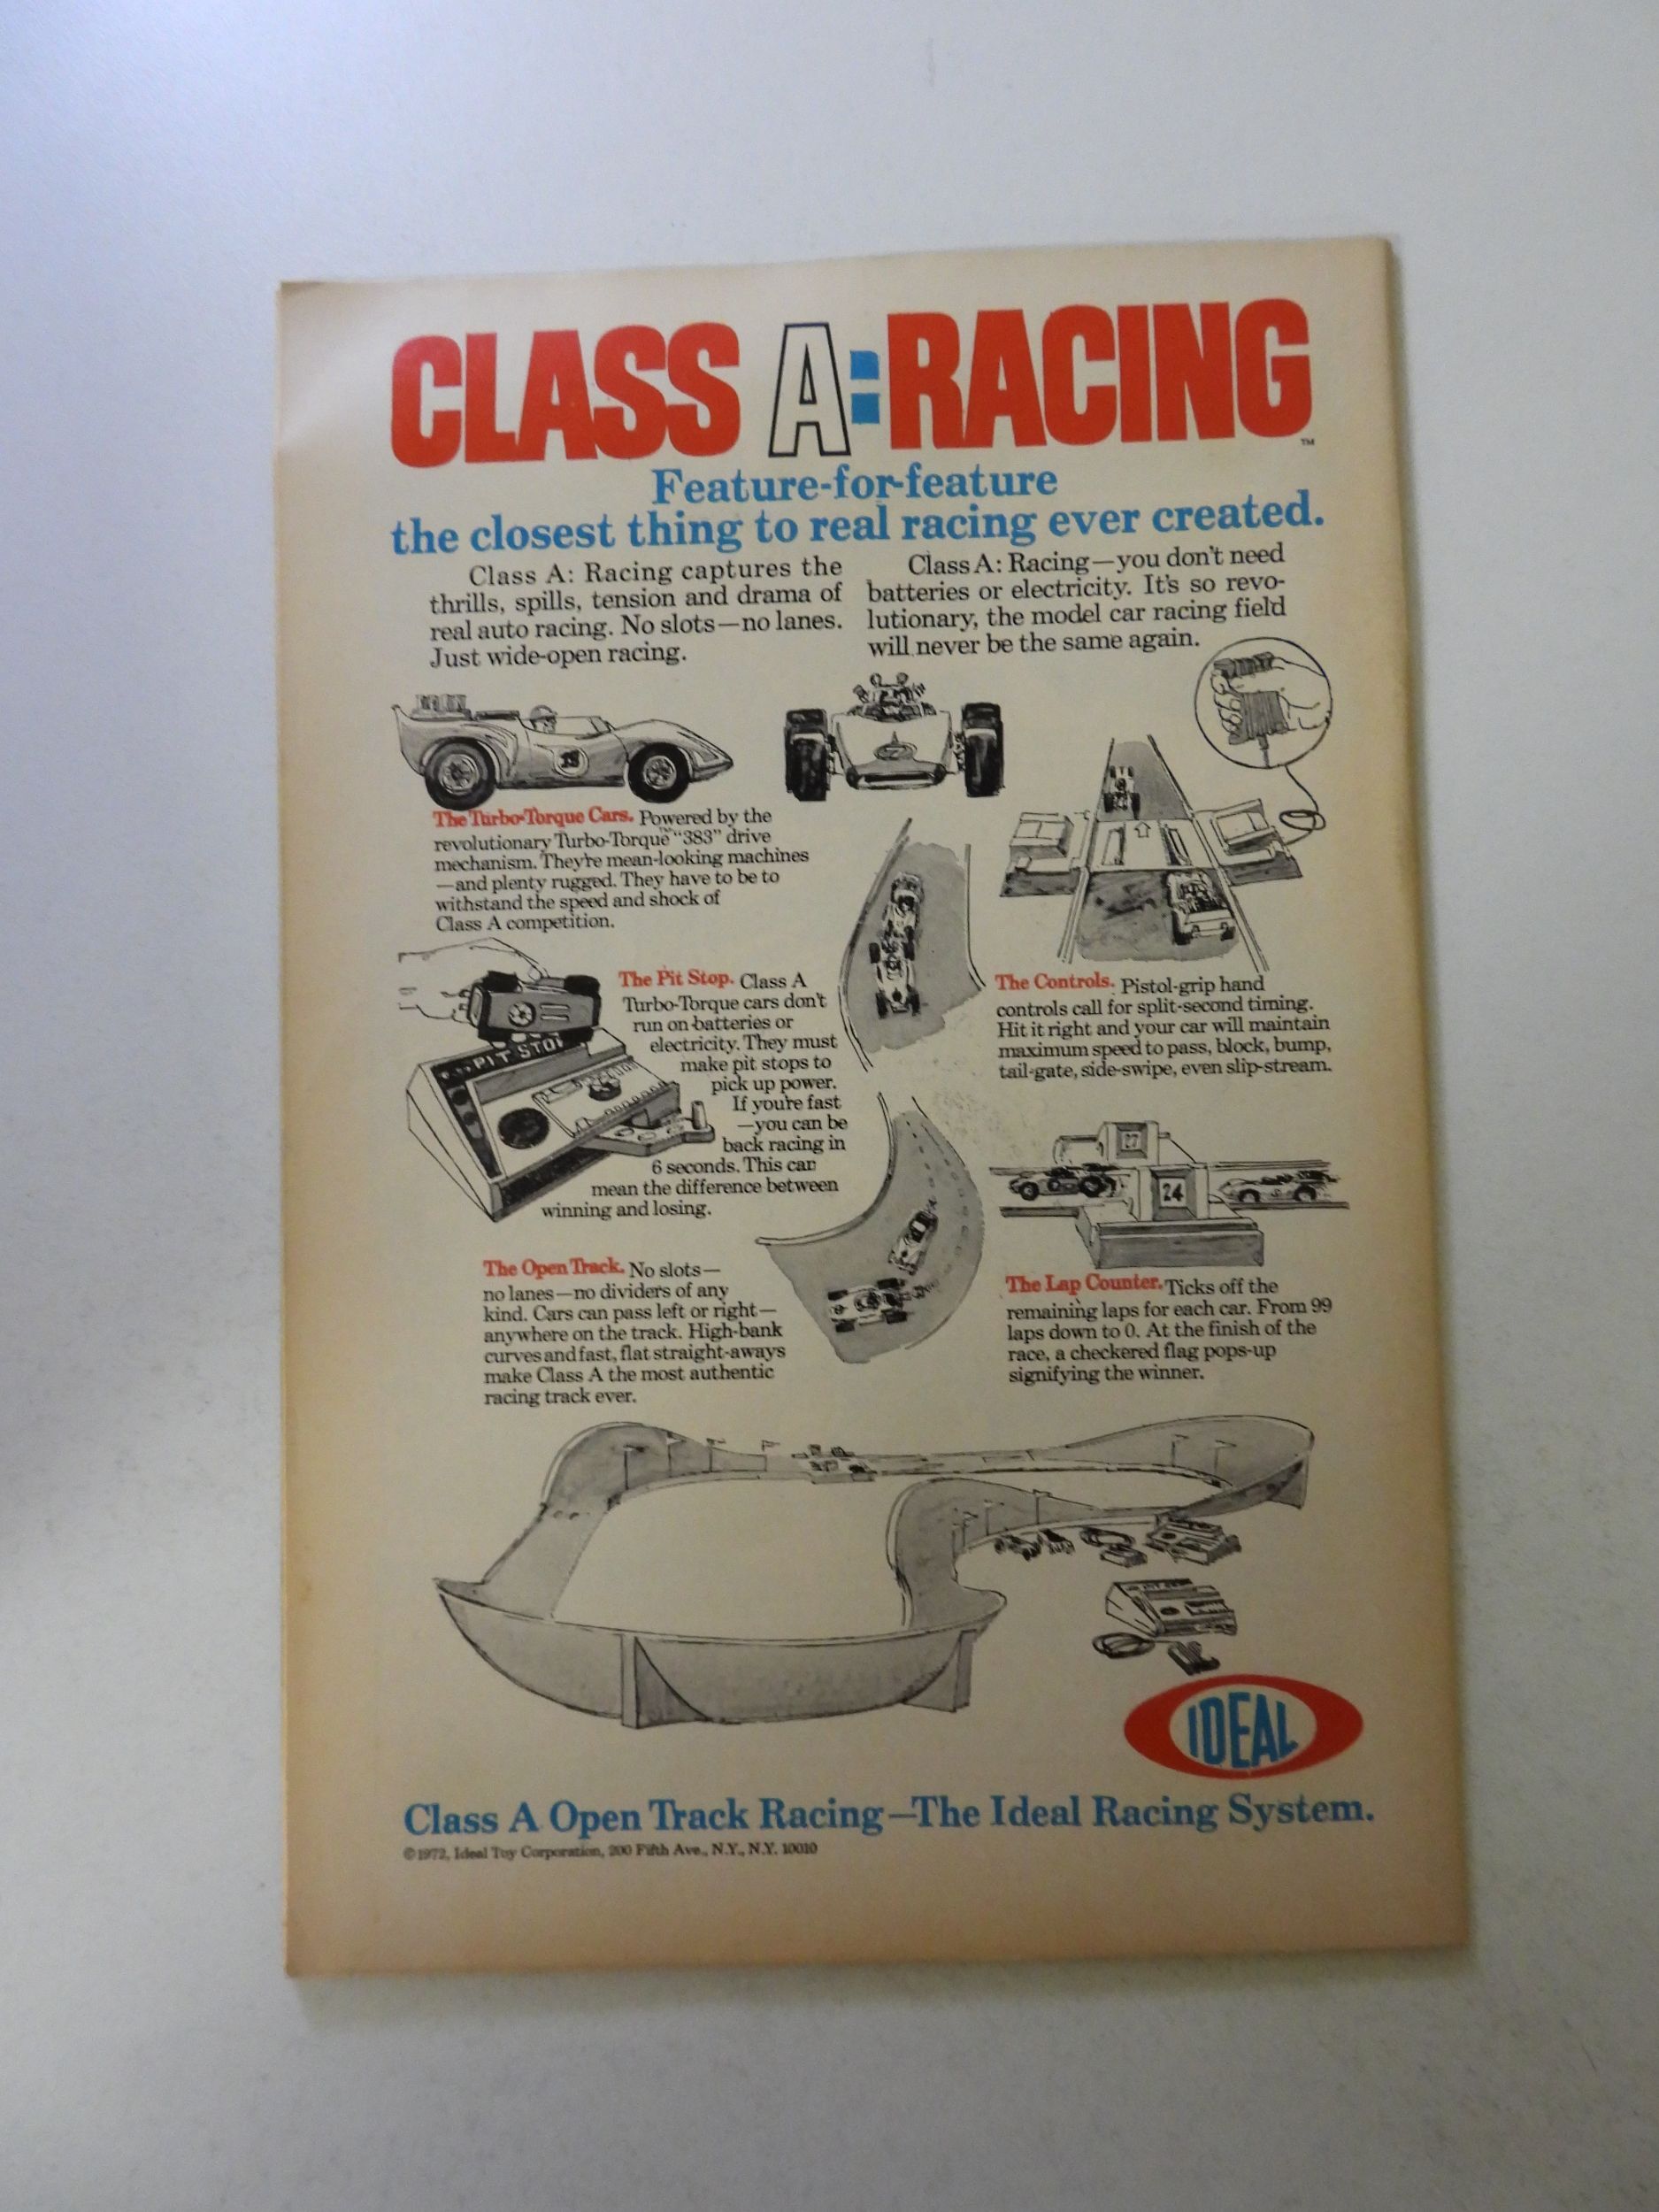 CLASS A:RACING
™
Feature-for-feature
the closest thing to real racing ever created.
Class A: Racing captures the
thrills, spills, tension and drama of
real auto racing. No slots—no lanes.
Just wide-open racing.
Class A: Racing—you don't need
batteries or electricity. It's so revo-
lutionary, the model car racing field
will never be the same again.
The Turbo-Torque Cars. Powered by the
revolutionary Turbo-Torque™ "383" drive
mechanism. They're mean-looking machines
—and plenty rugged. They have to be to
withstand the speed and shock of
Class A competition.
The Pit Stop. Class A
Turbo-Torque cars don't
run on batteries or
electricity. They must
make pit stops to
pick up power.
If you're fast
—you can be
back racing in
6 seconds. This can
mean the difference between
winning and losing.
PIT STOP
The Controls. Pistol-grip hand
controls call for split-second timing.
Hit it right and your car will maintain
maximum speed to pass, block, bump,
tail-gate, side-swipe, even slip-stream.
The Open Track. No slots—
no lanes—no dividers of any
kind. Cars can pass left or right—
anywhere on the track. High-bank
curves and fast, flat straight-aways
make Class A the most authentic
racing track ever.
27
24
The Lap Counter. Ticks off the
remaining laps for each car. From 99
laps down to 0. At the finish of the
race, a checkered flag pops-up
signifying the winner.
IDEAL
Class A Open Track Racing—The Ideal Racing System.
©1972, Ideal Toy Corporation, 200 Fifth Ave., N.Y., N.Y. 10010